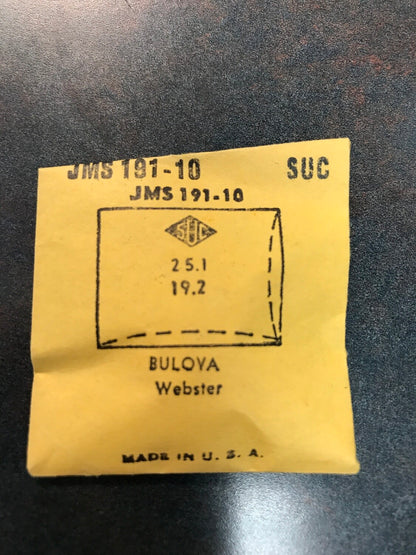 JMS 191-10 SUC
JMS 191-10
SUC
25.1
19.2
BULOVA
Webster
MADE IN U. S. A.